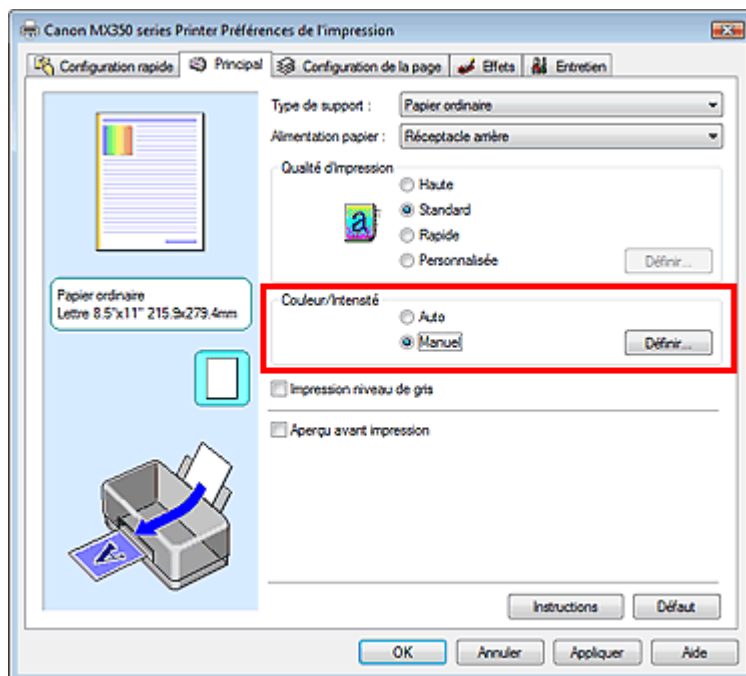 Canon MX350 series Printer Préférences de l'impression
Configuration rapide Principal Configuration de la page Effets Entretien
Type de support : Papier ordinaire
Alimentation papier : Réceptacle arrière
Qualité d'impression
Haute
Standard
Rapide
Personnalisée Définir...
Papier ordinaire
Lettre 8.5"x11" 215.9x279.4mm
Couleur/Intensité
Auto
Manuel Définir...
Impression niveau de gris
Aperçu avant impression
Instructions Défaut
OK Annuler Appliquer Aide